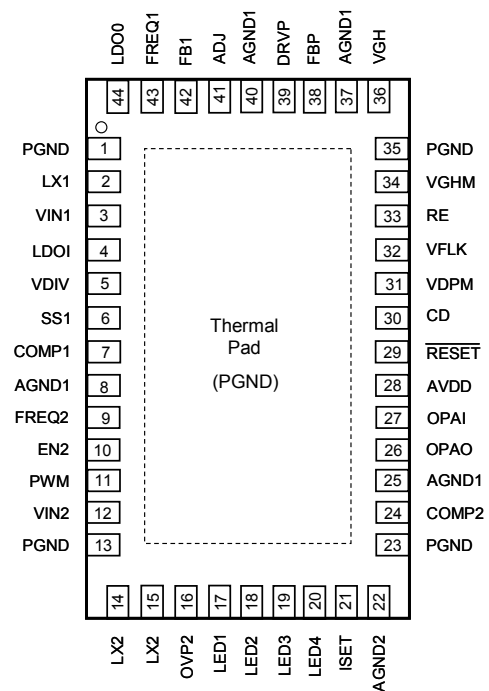 LDO0 FREQ1 FB1 ADJ AGND1 DRVP FBP AGND1 VGH
44 43 42 41 40 39 38 37 36
PGND 1 35 PGND
LX1 2 34 VGHM
VIN1 3 33 RE
LDOI 4 32 VFLK
VDIV 5 31 VDPM
SS1 6 30 CD
COMP1 7 29 RESET
AGND1 8 28 AVDD
FREQ2 9 27 OPAI
EN2 10 26 OPAO
PWM 11 25 AGND1
VIN2 12 24 COMP2
PGND 13 23 PGND
Thermal
Pad
(PGND)
14 15 16 17 18 19 20 21 22
LX2 LX2 OVP2 LED1 LED2 LED3 LED4 ISET AGND2